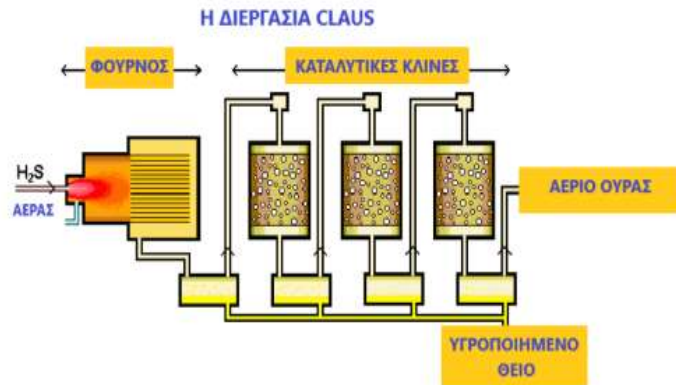 Η ΔΙΕΡΓΑΣΙΑ CLAUS
ΦΟΥΡΝΟΣ
ΚΑΤΑΛΥΤΙΚΕΣ ΚΛΙΝΕΣ
H₂S
ΑΕΡΑΣ
ΑΕΡΙΟ ΟΥΡΑΣ
ΥΓΡΟΠΟΙΗΜΕΝΟ
ΘΕΙΟ